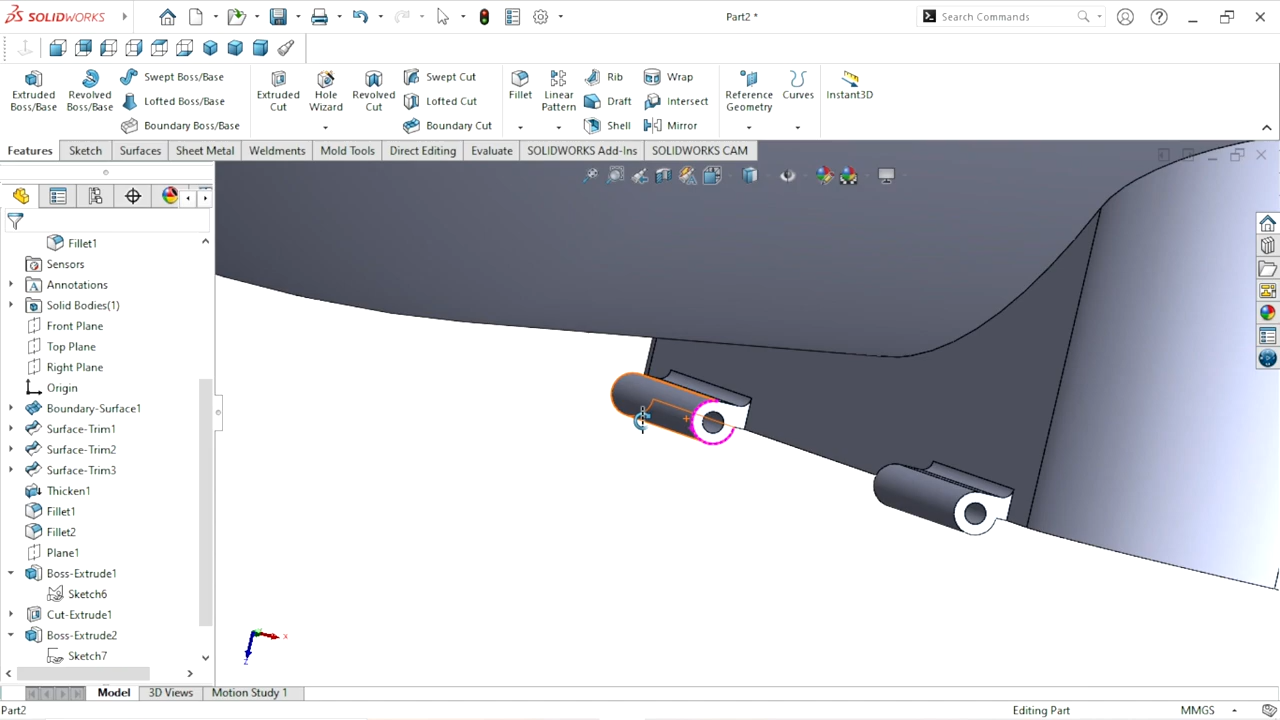 SOLIDWORKS
Part2 *
Search Commands
Extruded Boss/Base
Revolved Boss/Base
Swept Boss/Base
Lofted Boss/Base
Boundary Boss/Base
Extruded Cut
Hole Wizard
Revolved Cut
Swept Cut
Lofted Cut
Boundary Cut
Fillet
Linear Pattern
Rib
Draft
Shell
Wrap
Intersect
Mirror
Reference Geometry
Curves
Instant3D
Features
Sketch
Surfaces
Sheet Metal
Weldments
Mold Tools
Direct Editing
Evaluate
SOLIDWORKS Add-Ins
SOLIDWORKS CAM
Fillet1
Sensors
Annotations
Solid Bodies(1)
Front Plane
Top Plane
Right Plane
Origin
Boundary-Surface1
Surface-Trim1
Surface-Trim2
Surface-Trim3
Thicken1
Fillet1
Fillet2
Plane1
Boss-Extrude1
Sketch6
Cut-Extrude1
Boss-Extrude2
Sketch7
x
z
Model
3D Views
Motion Study 1
Part2
Editing Part
MMGS